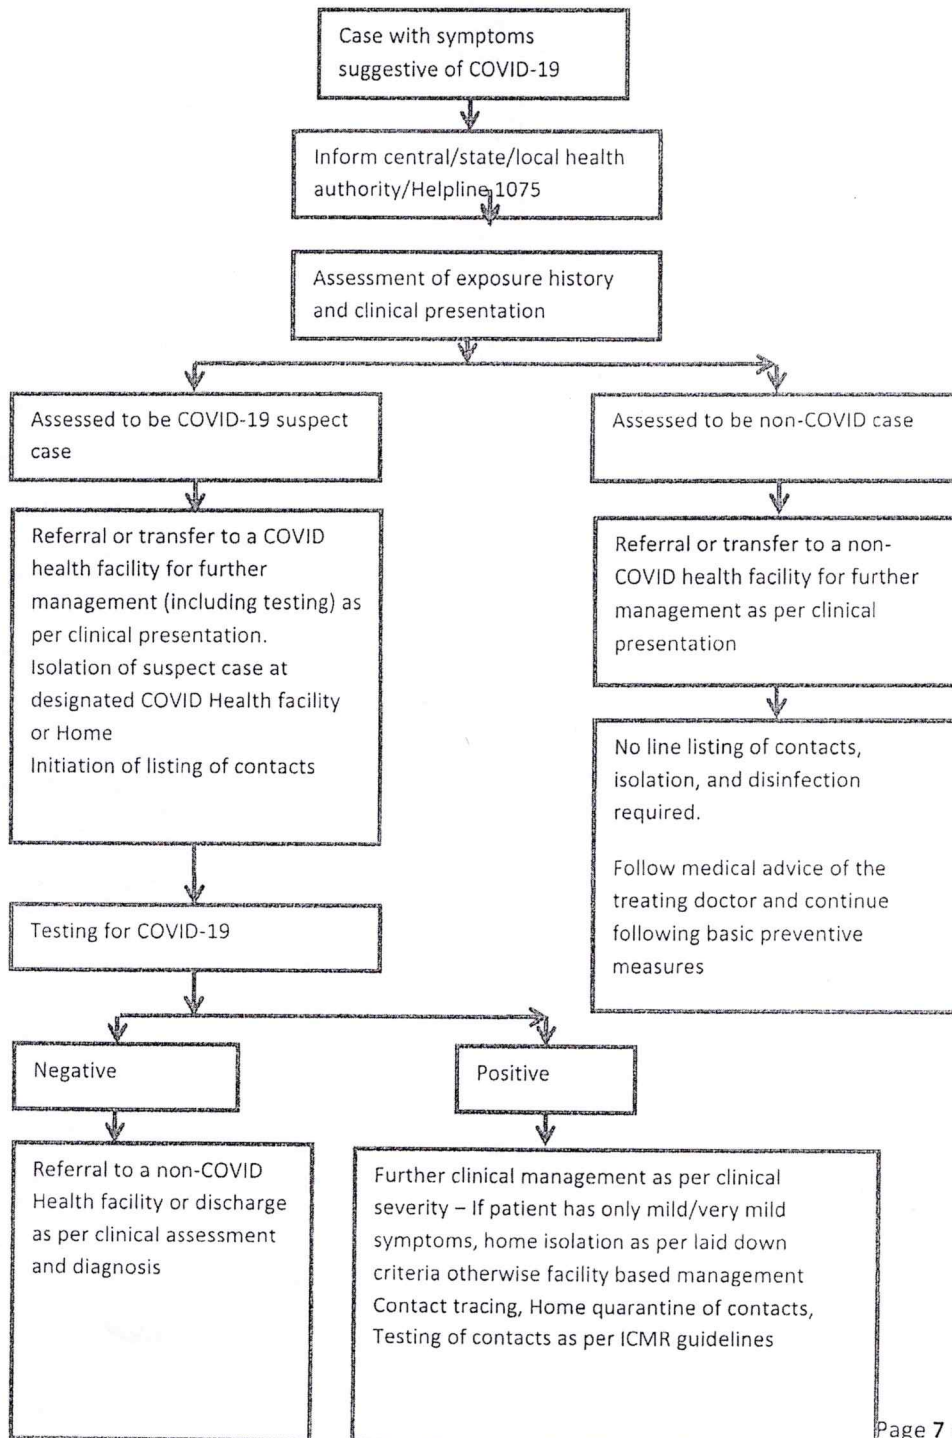 Case with symptoms
suggestive of COVID-19
Inform central/state/local health
authority/Helpline 1075
Assessment of exposure history
and clinical presentation
Assessed to be COVID-19 suspect
case
Assessed to be non-COVID case
Referral or transfer to a COVID
health facility for further
management (including testing) as
per clinical presentation.
Isolation of suspect case at
designated COVID Health facility
or Home
Initiation of listing of contacts
Referral or transfer to a non-
COVID health facility for further
management as per clinical
presentation
No line listing of contacts,
isolation, and disinfection
required.
Follow medical advice of the
treating doctor and continue
following basic preventive
measures
Testing for COVID-19
Negative
Positive
Referral to a non-COVID
Health facility or discharge
as per clinical assessment
and diagnosis
Further clinical management as per clinical
severity – If patient has only mild/very mild
symptoms, home isolation as per laid down
criteria otherwise facility based management
Contact tracing, Home quarantine of contacts,
Testing of contacts as per ICMR guidelines
Page 7